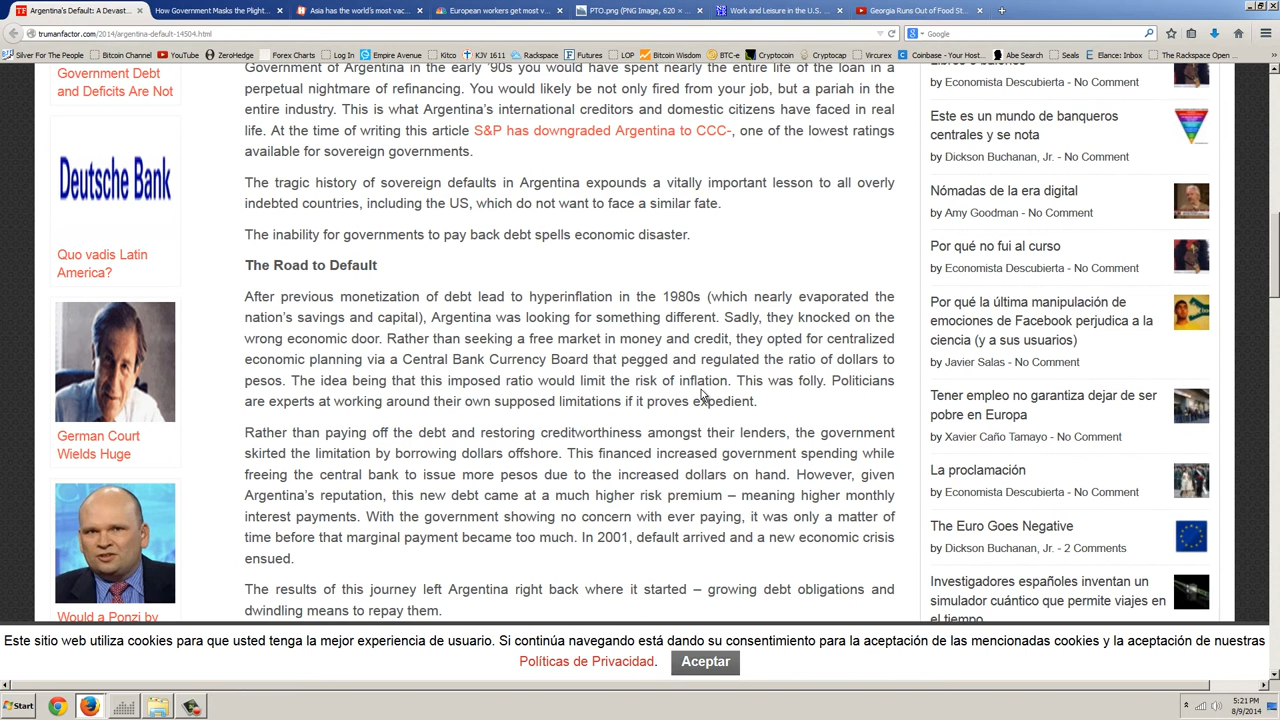 Argentina's Default: A Devast...
How Government Masks the Plight...
Asia has the world's most vac...
European workers get most v...
PTO.png (PNG Image, 620 × ...
Work and Leisure in the U.S. ...
Georgia Runs Out of Food St...
trumanfactor.com/2014/argentina-default-14504.html
Google
Silver For The People
Bitcoin Channel
YouTube
ZeroHedge
Forex Charts
Log In
Empire Avenue
Kitco
KJV 1611
Rackspace
Futures
LOP
Bitcoin Wisdom
BTC-e
Cryptocoin
Cryptocap
Wrucex
Coinbase - Your Host...
Abe Search
Seals
Elance: Inbox
The Rackspace Open ...
Government Debt
and Deficits Are Not
Deutsche Bank
Quo vadis Latin
America?
German Court
Wields Huge
Would a Ponzi by
Government of Argentina in the early '90s you would have spent nearly the entire life of the loan in a
perpetual nightmare of refinancing. You would likely be not only fired from your job, but a pariah in the
entire industry. This is what Argentina's international creditors and domestic citizens have faced in real
life. At the time of writing this article S&P has downgraded Argentina to CCC-, one of the lowest ratings
available for sovereign governments.
The tragic history of sovereign defaults in Argentina expounds a vitally important lesson to all overly
indebted countries, including the US, which do not want to face a similar fate.
The inability for governments to pay back debt spells economic disaster.
The Road to Default
After previous monetization of debt lead to hyperinflation in the 1980s (which nearly evaporated the
nation's savings and capital), Argentina was looking for something different. Sadly, they knocked on the
wrong economic door. Rather than seeking a free market in money and credit, they opted for centralized
economic planning via a Central Bank Currency Board that pegged and regulated the ratio of dollars to
pesos. The idea being that this imposed ratio would limit the risk of inflation. This was folly. Politicians
are experts at working around their own supposed limitations if it proves expedient.
Rather than paying off the debt and restoring creditworthiness amongst their lenders, the government
skirted the limitation by borrowing dollars offshore. This financed increased government spending while
freeing the central bank to issue more pesos due to the increased dollars on hand. However, given
Argentina's reputation, this new debt came at a much higher risk premium – meaning higher monthly
interest payments. With the government showing no concern with ever paying, it was only a matter of
time before that marginal payment became too much. In 2001, default arrived and a new economic crisis
ensued.
The results of this journey left Argentina right back where it started – growing debt obligations and
dwindling means to repay them.
by Economista Descubierta - No Comment
Este es un mundo de banqueros
centrales y se nota
by Dickson Buchanan, Jr. - No Comment
Nómadas de la era digital
by Amy Goodman - No Comment
Por qué no fui al curso
by Economista Descubierta - No Comment
Por qué la última manipulación de
emociones de Facebook perjudica a la
ciencia (y a sus usuarios)
by Javier Salas - No Comment
Tener empleo no garantiza dejar de ser
pobre en Europa
by Xavier Caño Tamayo - No Comment
La proclamación
by Economista Descubierta - No Comment
The Euro Goes Negative
by Dickson Buchanan, Jr. - 2 Comments
Investigadores españoles inventan un
simulador cuántico que permite viajes en
el tiempo
Este sitio web utiliza cookies para que usted tenga la mejor experiencia de usuario. Si continúa navegando está dando su consentimiento para la aceptación de las mencionadas cookies y la aceptación de nuestras
Políticas de Privacidad. Aceptar
Start
5:21 PM
8/9/2014